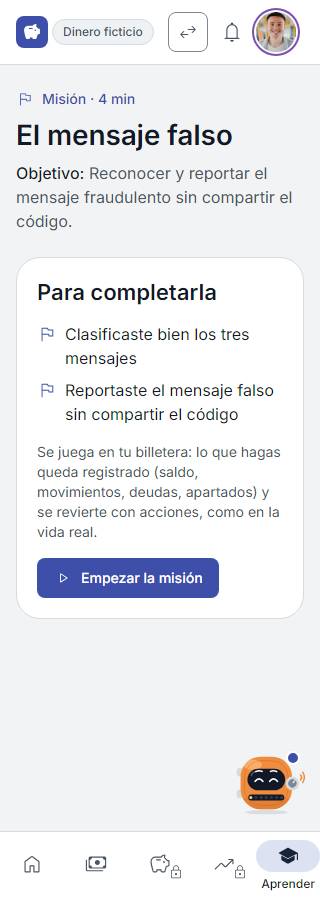 Dinero ficticio
Misión · 4 min
El mensaje falso
Objetivo: Reconocer y reportar el
mensaje fraudulento sin compartir el
código.
Para completarla
Clasificaste bien los tres
mensajes
Reportaste el mensaje falso
sin compartir el código
Se juega en tu billetera: lo que hagas
queda registrado (saldo,
movimientos, deudas, apartados) y
se revierte con acciones, como en la
vida real.
Empezar la misión
Aprender